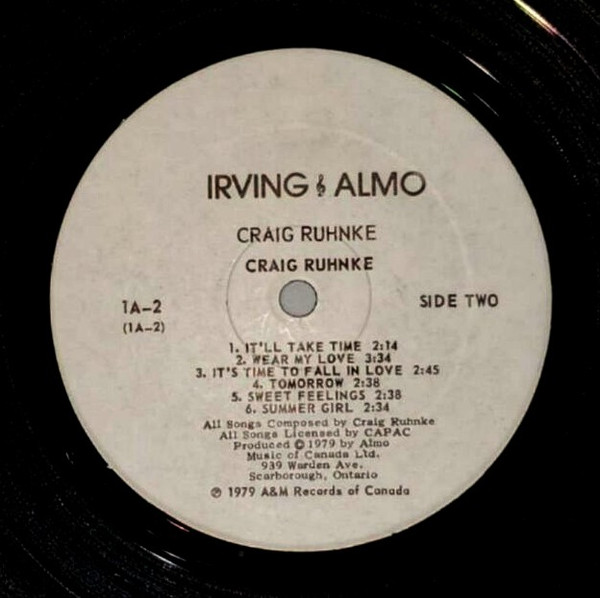 IRVING & ALMO
CRAIG RUHNKE
CRAIG RUHNKE
1A-2
(1A-2)
SIDE TWO
1. IT'LL TAKE TIME 2:14
2. WEAR MY LOVE 3:34
3. IT'S TIME TO FALL IN LOVE 2:45
4. TOMORROW 2:38
5. SWEET FEELINGS 2:38
6. SUMMER GIRL 2:34
All Songs Composed by Craig Ruhnke
All Songs Licensed by CAPAC
Produced © 1979 by Almo
Music of Canada Ltd.
939 Warden Ave.
Scarborough, Ontario
℗ 1979 A&M Records of Canada